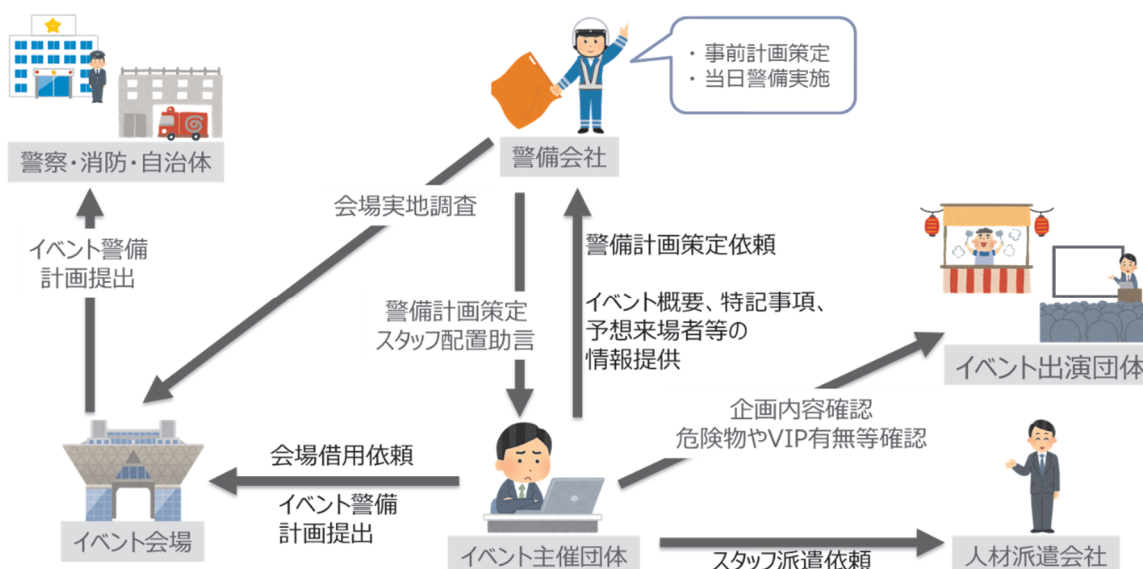 ・ 事前計画策定
・ 当日警備実施
警察・消防・自治体
警備会社
会場実地調査
イベント警備
計画提出
警備計画策定依頼
警備計画策定
スタッフ配置助言
イベント概要、特記事項、
予想来場者等の
情報提供
イベント出演団体
企画内容確認
危険物やVIP有無等確認
会場借用依頼
イベント警備
計画提出
イベント会場
イベント主催団体
スタッフ派遣依頼
人材派遣会社